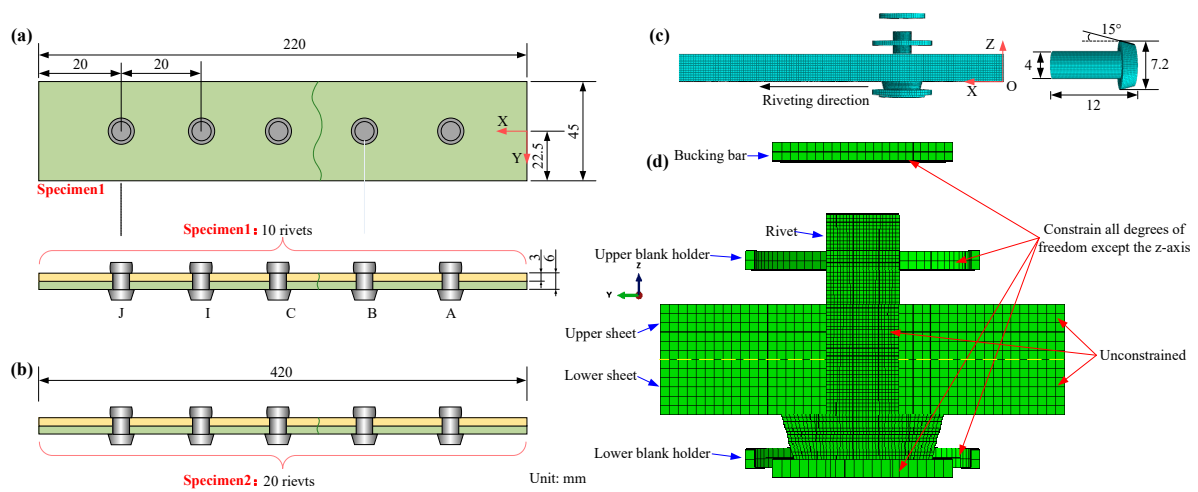 (a)
220
20
20
X
Y
22.5
45
Specimen1
Specimen1: 10 rivets
3
6
J
I
C
B
A
(b)
420
Specimen2: 20 rieyts
Unit: mm
(c)
Z
X
O
Riveting direction
15°
4
7.2
12
(d)
Bucking bar
Rivet
Upper blank holder
Z
Y
Upper sheet
Lower sheet
Lower blank holder
Constrain all degrees of
freedom except the z-axis
Unconstrained